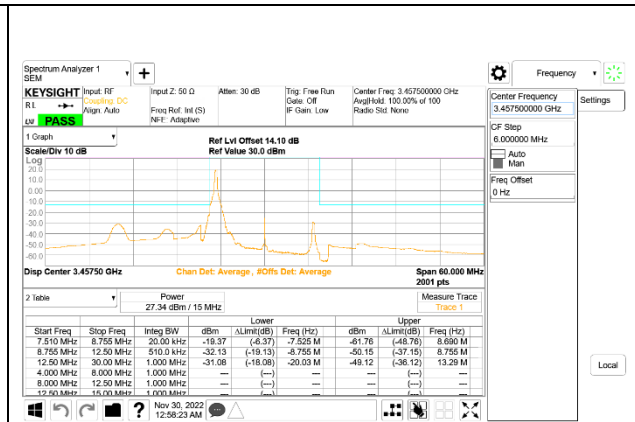 Spectrum Analyzer 1
SEM
+
Frequency
KEYSIGHT
Input: RF
Coupling: DC
Align: Auto
Input Z: 50 Ω
Freq Ref: Int (S)
NFE: Adaptive
Atten: 30 dB
Trig: Free Run
Gate: Off
IF Gain: Low
Center Freq: 3.457500000 GHz
Avg|Hold: 100.00% of 100
Radio Std: None
RL
PASS
Center Frequency
3.457500000 GHz
Settings
CF Step
6.000000 MHz
Auto
Man
Freq Offset
0 Hz
1 Graph
Scale/Div 10 dB
Ref Lvl Offset 14.10 dB
Ref Value 30.0 dBm
Log
20.0
10.0
0.00
-10.0
-20.0
-30.0
-40.0
-50.0
-60.0
Disp Center 3.45750 GHz
Chan Det: Average , #Offs Det: Average
Span 60.000 MHz
2001 pts
2 Table
Power
27.34 dBm / 15 MHz
Measure Trace
Trace 1
Lower Upper
Start Freq Stop Freq Integ BW dBm ΔLimit(dB) Freq (Hz) dBm ΔLimit(dB) Freq (Hz)
7.510 MHz 8.755 MHz 20.00 kHz -19.37 (-6.37) -7.525 M -61.76 (-48.76) 8.690 M
8.755 MHz 12.50 MHz 510.0 kHz -32.13 (-19.13) -8.755 M -50.15 (-37.15) 8.755 M
12.50 MHz 30.00 MHz 1.000 MHz -31.08 (-18.08) -20.03 M -49.12 (-36.12) 13.29 M
4.000 MHz 8.000 MHz 1.000 MHz --- (---) --- (---)
8.000 MHz 12.50 MHz 1.000 MHz --- (---) --- (---)
12.50 MHz 15.00 MHz 1.000 MHz --- (---) --- (---)
Local
?
Nov 30, 2022
12:58:23 AM